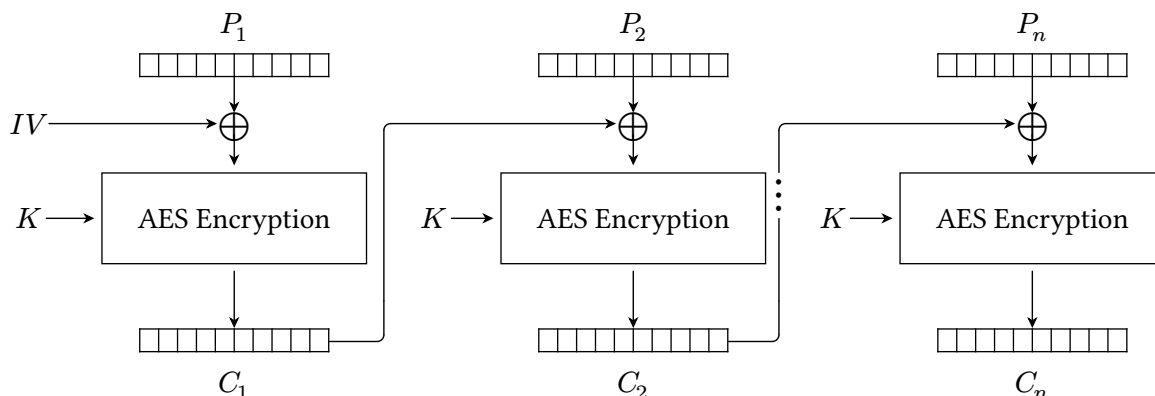 P₁ P₂ Pₙ
IV
K AES Encryption K AES Encryption K AES Encryption
C₁ C₂ Cₙ